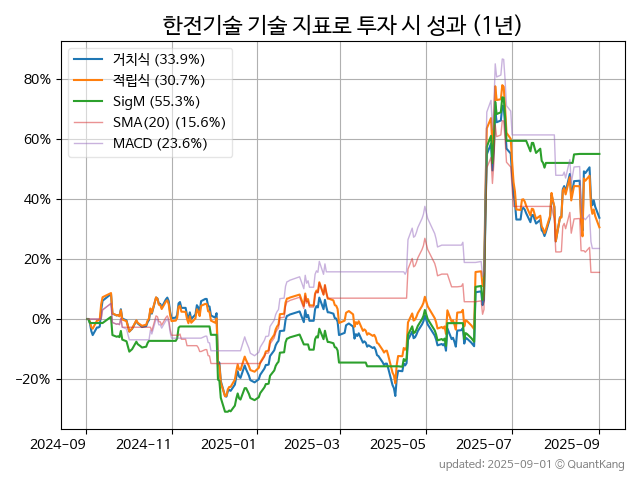 한전기술 기술 지표로 투자 시 성과 (1년)
거치식 (33.9%)
적립식 (30.7%)
SigM (55.3%)
SMA(20) (15.6%)
MACD (23.6%)
80%
60%
40%
20%
0%
−20%
2024-09 2024-11 2025-01 2025-03 2025-05 2025-07 2025-09
updated: 2025-09-01 © QuantKang